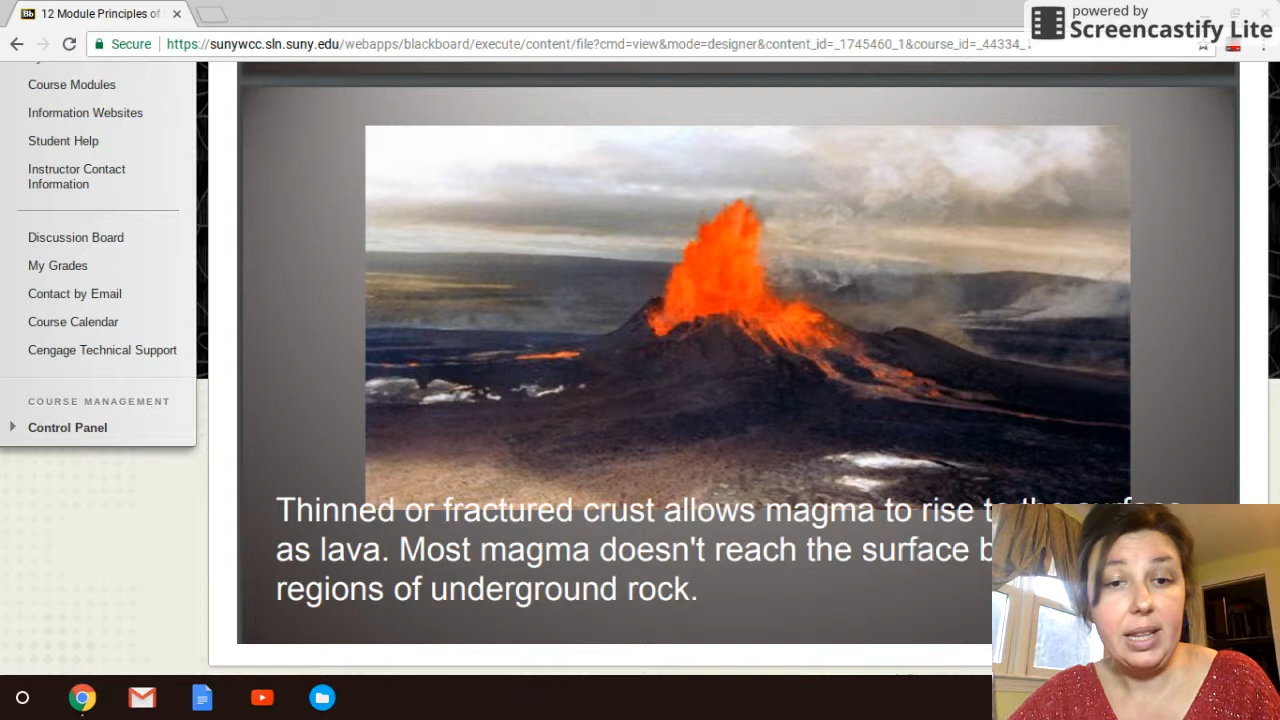 12 Module Principles of
powered by
Screencastify Lite
Secure
https://sunywcc.sln.suny.edu/webapps/blackboard/execute/content/file?cmd=view&mode=designer&content_id=_1745460_1&course_id=_44334_1
Course Modules
Information Websites
Student Help
Instructor Contact
Information
Discussion Board
My Grades
Contact by Email
Course Calendar
Cengage Technical Support
COURSE MANAGEMENT
Control Panel
Thinned or fractured crust allows magma to rise to the surface
as lava. Most magma doesn't reach the surface
regions of underground rock.